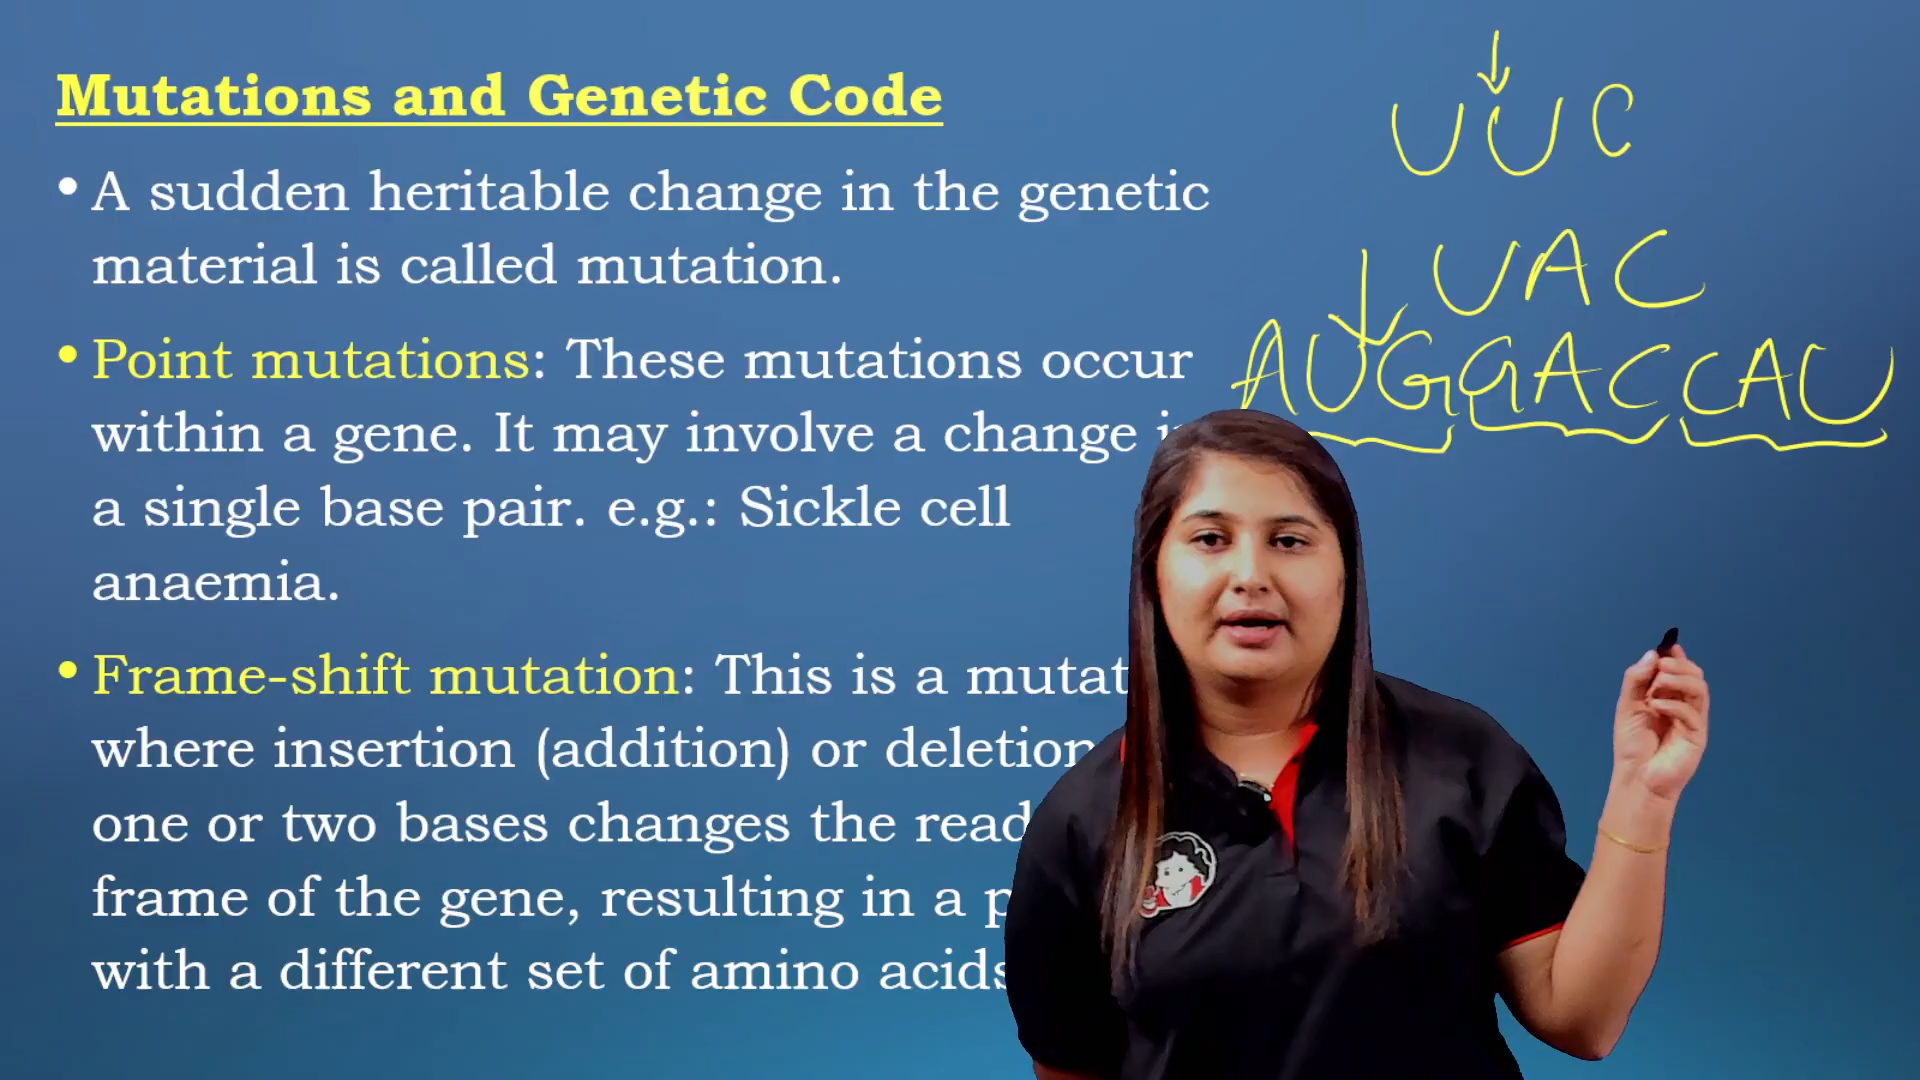 Mutations and Genetic Code
• A sudden heritable change in the genetic
material is called mutation.
• Point mutations: These mutations occur
within a gene. It may involve a change
a single base pair. e.g.: Sickle cell
anaemia.
• Frame-shift mutation: This is a
where insertion (addition) or deletion
one or two bases changes the
frame of the gene, resulting in a
with a different set of amino acids
UUC
UAC
AUGGACCAU